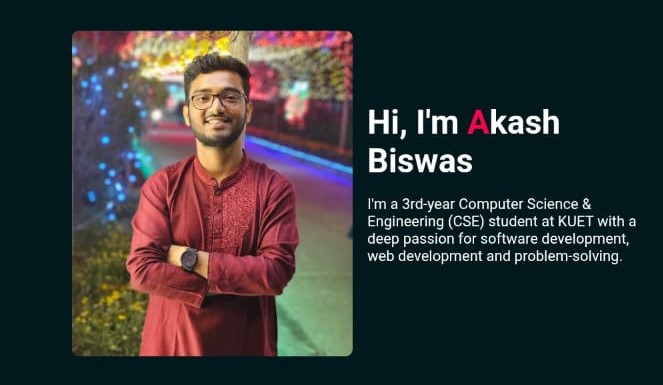 Hi, I'm Akash
Biswas
I'm a 3rd-year Computer Science &
Engineering (CSE) student at KUET with a
deep passion for software development,
web development and problem-solving.